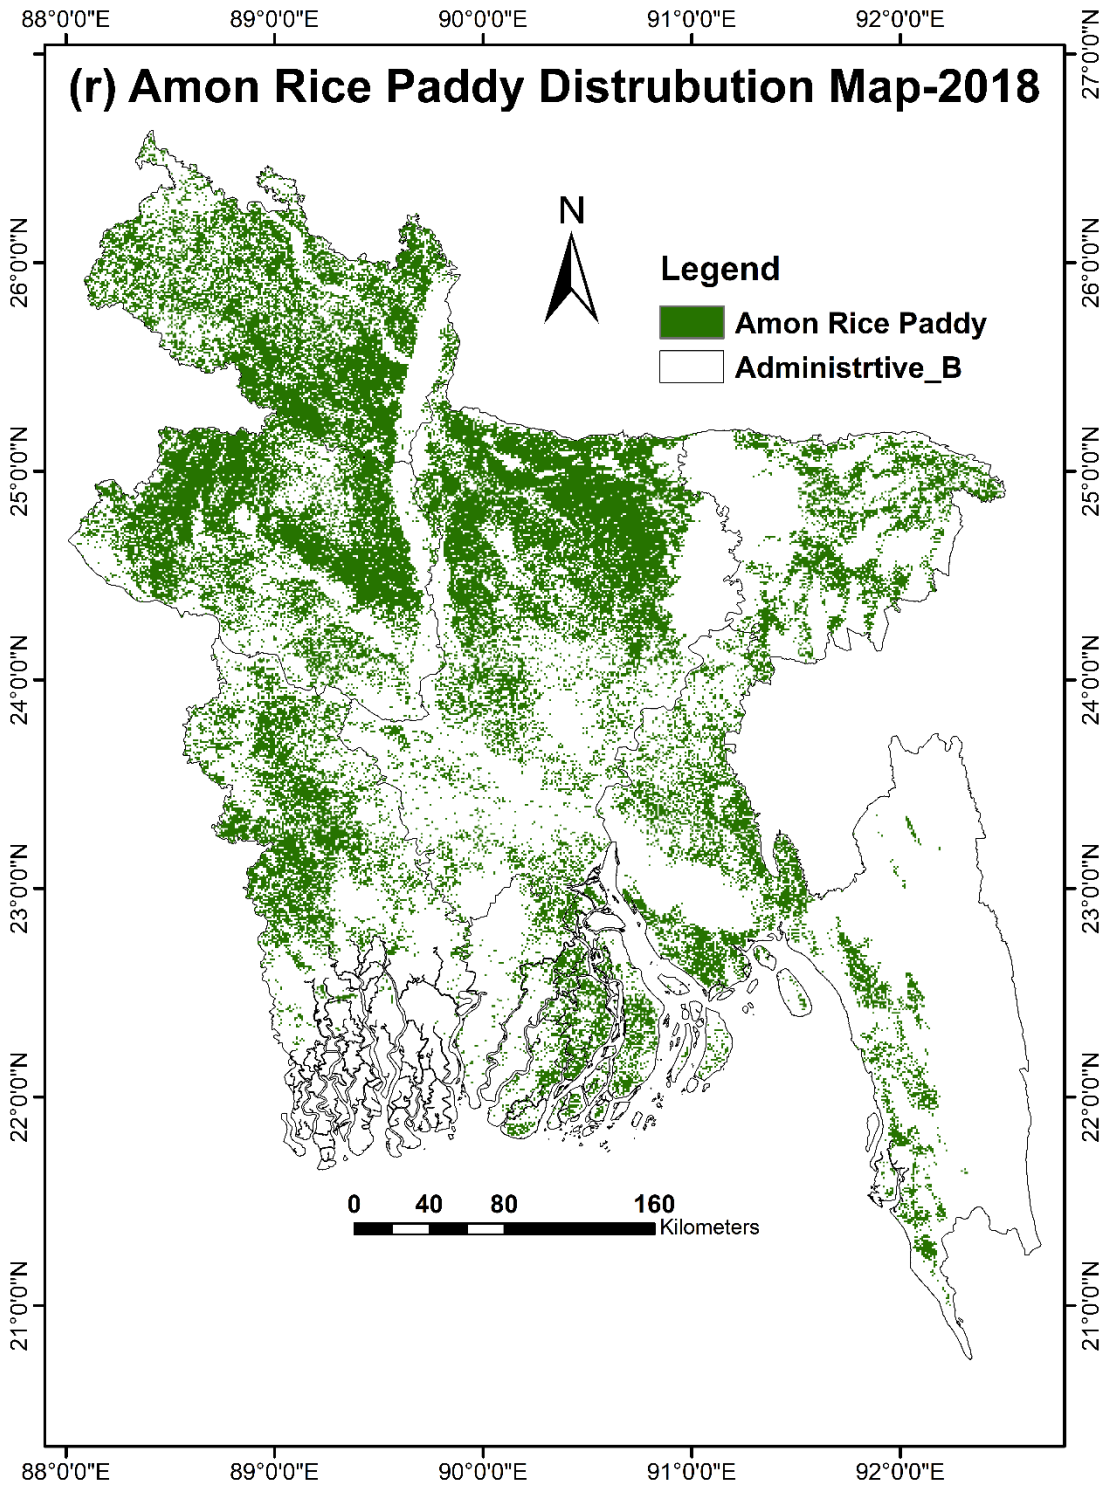 88°0'0"E 89°0'0"E 90°0'0"E 91°0'0"E 92°0'0"E
(r) Amon Rice Paddy Distrubution Map-2018
N
Legend
Amon Rice Paddy
Administrtive_B
27°0'0"N
26°0'0"N
26°0'0"N
25°0'0"N
25°0'0"N
24°0'0"N
24°0'0"N
23°0'0"N
23°0'0"N
22°0'0"N
22°0'0"N
21°0'0"N
21°0'0"N
0 40 80 160
Kilometers
88°0'0"E 89°0'0"E 90°0'0"E 91°0'0"E 92°0'0"E